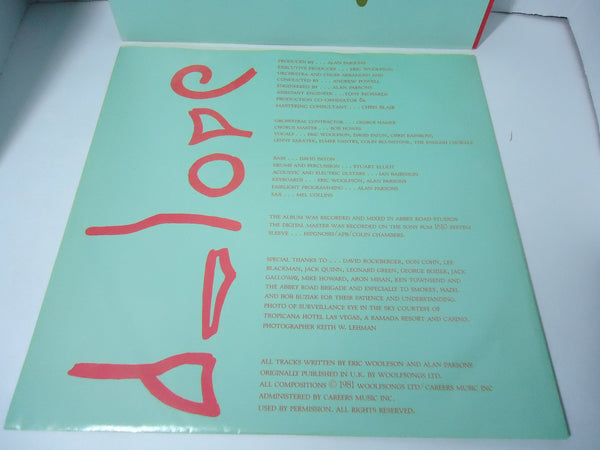 PRODUCED BY . . . ALAN PARSONS
EXECUTIVE PRODUCER . . . ERIC WOOLFSON
ORCHESTRA AND CHOIR ARRANGED AND
CONDUCTED BY . . . ANDREW POWELL
ENGINEERED BY . . . ALAN PARSONS
ASSISTANT ENGINEER . . . TONY RICHARDS
PRODUCTION CO-ORDINATOR &
MASTERING CONSULTANT . . . CHRIS BLAIR
ORCHESTRAL CONTRACTOR . . . GEORGE HAMER
CHORUS MASTER . . . BOB HOWES
VOCALS . . . ERIC WOOLFSON, DAVID PATON, CHRIS RAINBOW,
LENNY ZAKATEK, ELMER GANTRY, COLIN BLUNSTONE, THE ENGLISH CHORALE
BASS . . . DAVID PATON
DRUMS AND PERCUSSION . . . STUART ELLIOT
ACOUSTIC AND ELECTRIC GUITARS . . . IAN BAIRNSON
KEYBOARDS . . . ERIC WOOLFSON, ALAN PARSONS
FAIRLIGHT PROGRAMMING . . . ALAN PARSONS
SAX . . . MEL COLLINS
THE ALBUM WAS RECORDED AND MIXED IN ABBEY ROAD STUDIOS
THE DIGITAL MASTER WAS RECORDED ON THE SONY PCM 1610 SYSTEM
SLEEVE . . . HIPGNOSIS/APB/ COLIN CHAMBERS.
SPECIAL THANKS TO . . . DAVID ROCKBERGER, DON COHN, LEE
BLACKMAN, JACK QUINN, LEONARD GREEN, GEORGE BODER, JACK
GALLOWAY, MIKE HOWARD, ARON MISAN, KEN TOWNSEND AND
THE ABBEY ROAD BRIGADE AND ESPECIALLY TO SMOKEY, HAZEL
AND BOB BUZIAK FOR THEIR PATIENCE AND UNDERSTANDING.
PHOTO OF SURVEILLANCE EYE IN THE SKY COURTESY OF
TROPICANA HOTEL LAS VEGAS, A RAMADA RESORT AND CASINO.
PHOTOGRAPHER KEITH W. LEHMAN
ALL TRACKS WRITTEN BY ERIC WOOLFSON AND ALAN PARSONS
ORIGINALLY PUBLISHED IN U.K. BY WOOLFSONGS LTD.
ALL COMPOSITIONS © 1981 WOOLFSONGS LTD/ CAREERS MUSIC INC
ADMINISTERED BY CAREERS MUSIC INC.
USED BY PERMISSION. ALL RIGHTS RESERVED.